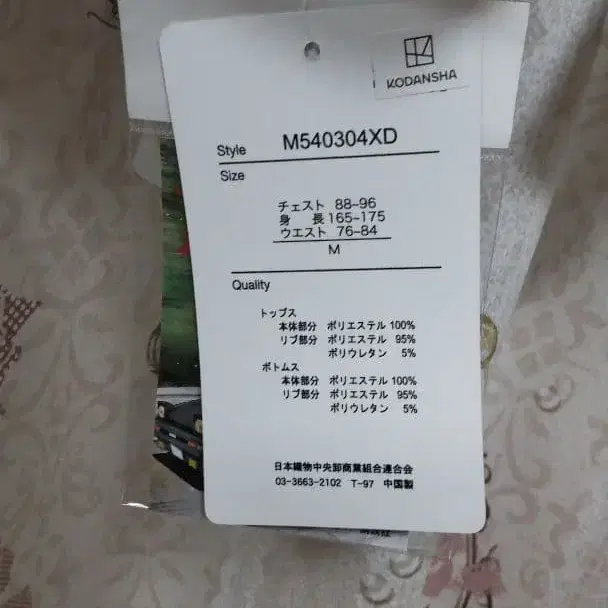 KODANSHA
Style M540304XD
Size
チェスト 88-96
身 長 165-175
ウエスト 76-84
M
Quality
トップス
本体部分 ポリエステル 100%
リブ部分 ポリエステル 95%
ポリウレタン 5%
ボトムス
本体部分 ポリエステル 100%
リブ部分 ポリエステル 95%
ポリウレタン 5%
日本織物中央卸商業組合連合会
03-3663-2102 T-97 中国製